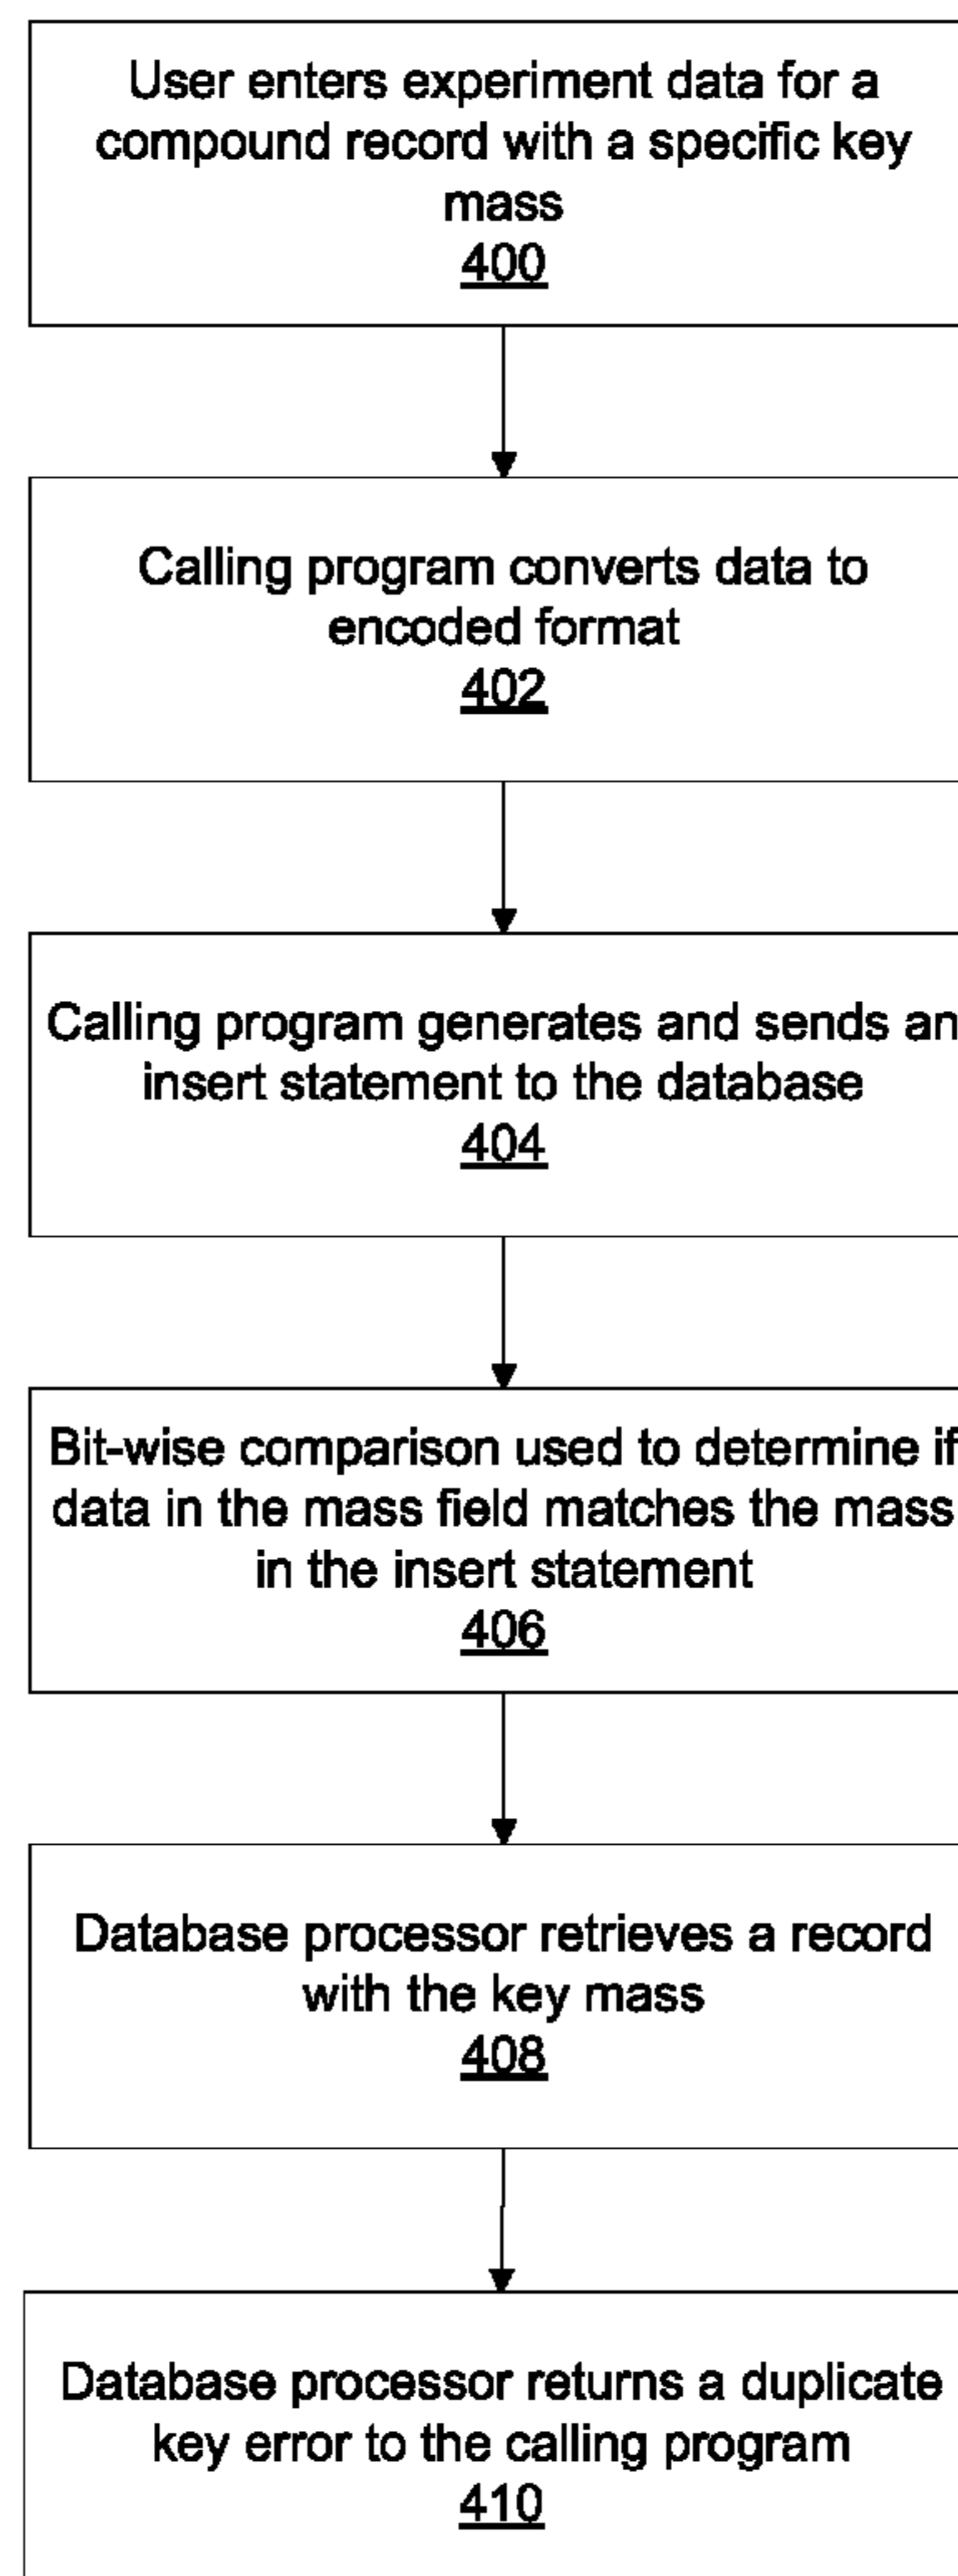 User enters experiment data for a
compound record with a specific key
mass
400
Calling program converts data to
encoded format
402
Calling program generates and sends an
insert statement to the database
404
Bit-wise comparison used to determine if
data in the mass field matches the mass
in the insert statement
406
Database processor retrieves a record
with the key mass
408
Database processor returns a duplicate
key error to the calling program
410